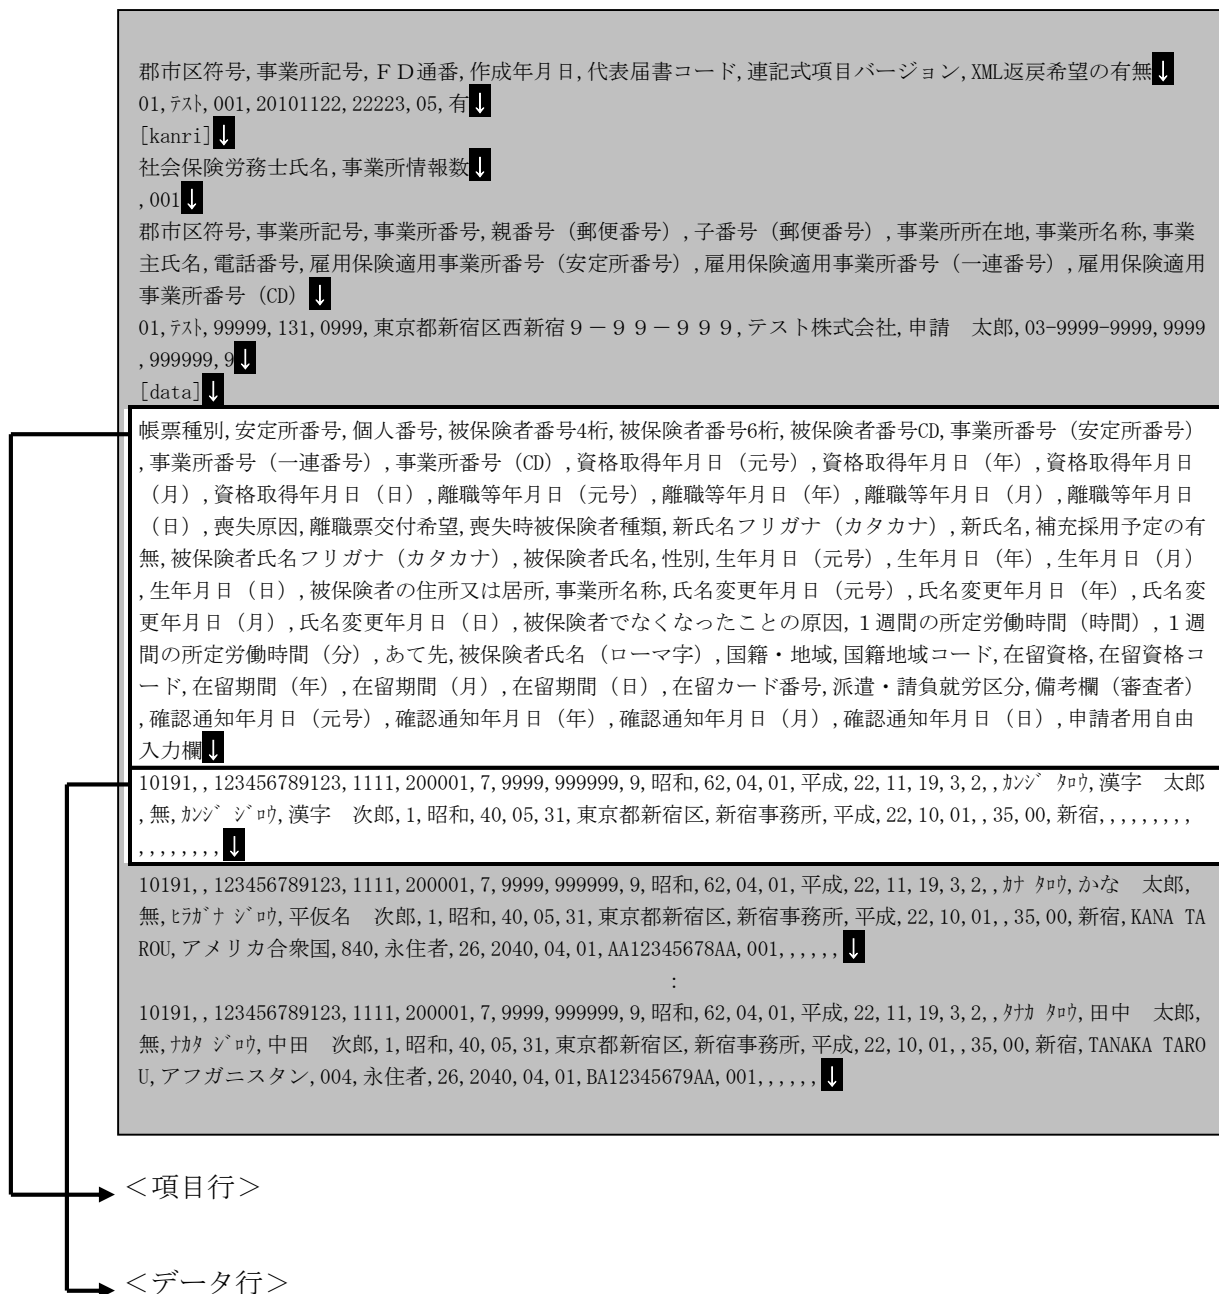 郡市区符号,事業所記号,ＦＤ通番,作成年月日,代表届書コード,連記式項目バージョン,XML返戻希望の有無↓
01,ﾃｽﾄ,001,20101122,22223,05,有↓
[kanri]↓
社会保険労務士氏名,事業所情報数↓
,001↓
郡市区符号,事業所記号,事業所番号,親番号（郵便番号）,子番号（郵便番号）,事業所所在地,事業所名称,事業
主氏名,電話番号,雇用保険適用事業所番号（安定所番号）,雇用保険適用事業所番号（一連番号）,雇用保険適用
事業所番号（CD）↓
01,ﾃｽﾄ,99999,131,0999,東京都新宿区西新宿９－９９－９９９,テスト株式会社,申請　太郎,03-9999-9999,9999
,999999,9↓
[data]↓
帳票種別,安定所番号,個人番号,被保険者番号4桁,被保険者番号6桁,被保険者番号CD,事業所番号（安定所番号）
,事業所番号（一連番号）,事業所番号（CD）,資格取得年月日（元号）,資格取得年月日（年）,資格取得年月日
（月）,資格取得年月日（日）,離職等年月日（元号）,離職等年月日（年）,離職等年月日（月）,離職等年月日
（日）,喪失原因,離職票交付希望,喪失時被保険者種類,新氏名フリガナ（カタカナ）,新氏名,補充採用予定の有
無,被保険者氏名フリガナ（カタカナ）,被保険者氏名,性別,生年月日（元号）,生年月日（年）,生年月日（月）
,生年月日（日）,被保険者の住所又は居所,事業所名称,氏名変更年月日（元号）,氏名変更年月日（年）,氏名変
更年月日（月）,氏名変更年月日（日）,被保険者でなくなったことの原因,１週間の所定労働時間（時間）,１週
間の所定労働時間（分）,あて先,被保険者氏名（ローマ字）,国籍・地域,国籍地域コード,在留資格,在留資格コ
ード,在留期間（年）,在留期間（月）,在留期間（日）,在留カード番号,派遣・請負就労区分,備考欄（審査者）
,確認通知年月日（元号）,確認通知年月日（年）,確認通知年月日（月）,確認通知年月日（日）,申請者用自由
入力欄↓
10191,,123456789123,1111,200001,7,9999,999999,9,昭和,62,04,01,平成,22,11,19,3,2,,ｶﾝｼﾞ ﾀﾛｳ,漢字　太郎
,無,ｶﾝｼﾞ ｼﾞﾛｳ,漢字　次郎,1,昭和,40,05,31,東京都新宿区,新宿事務所,平成,22,10,01,,35,00,新宿,,,,,,,,,
,,,,,,,,↓
10191,,123456789123,1111,200001,7,9999,999999,9,昭和,62,04,01,平成,22,11,19,3,2,,ｶﾅ ﾀﾛｳ,かな　太郎,
無,ﾋﾗｶﾞﾅ ｼﾞﾛｳ,平仮名　次郎,1,昭和,40,05,31,東京都新宿区,新宿事務所,平成,22,10,01,,35,00,新宿,KANA TA
ROU,アメリカ合衆国,840,永住者,26,2040,04,01,AA12345678AA,001,,,,,,↓
：
10191,,123456789123,1111,200001,7,9999,999999,9,昭和,62,04,01,平成,22,11,19,3,2,,ﾀﾅｶ ﾀﾛｳ,田中　太郎,
無,ﾅｶﾀ ｼﾞﾛｳ,中田　次郎,1,昭和,40,05,31,東京都新宿区,新宿事務所,平成,22,10,01,,35,00,新宿,TANAKA TARO
U,アフガニスタン,004,永住者,26,2040,04,01,BA12345679AA,001,,,,,,↓
＜項目行＞
＜データ行＞